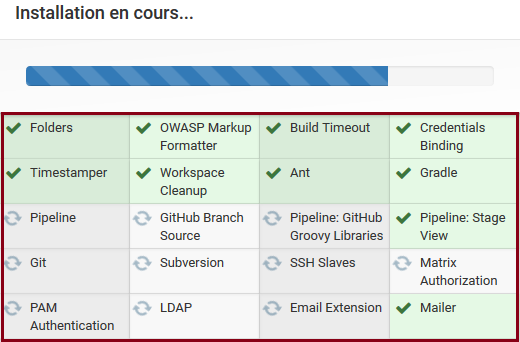 Installation en cours...
Folders
OWASP Markup
Formatter
Build Timeout
Credentials
Binding
Timestamper
Workspace
Cleanup
Ant
Gradle
Pipeline
GitHub Branch
Source
Pipeline: GitHub
Groovy Libraries
Pipeline: Stage
View
Git
Subversion
SSH Slaves
Matrix
Authorization
PAM
Authentication
LDAP
Email Extension
Mailer